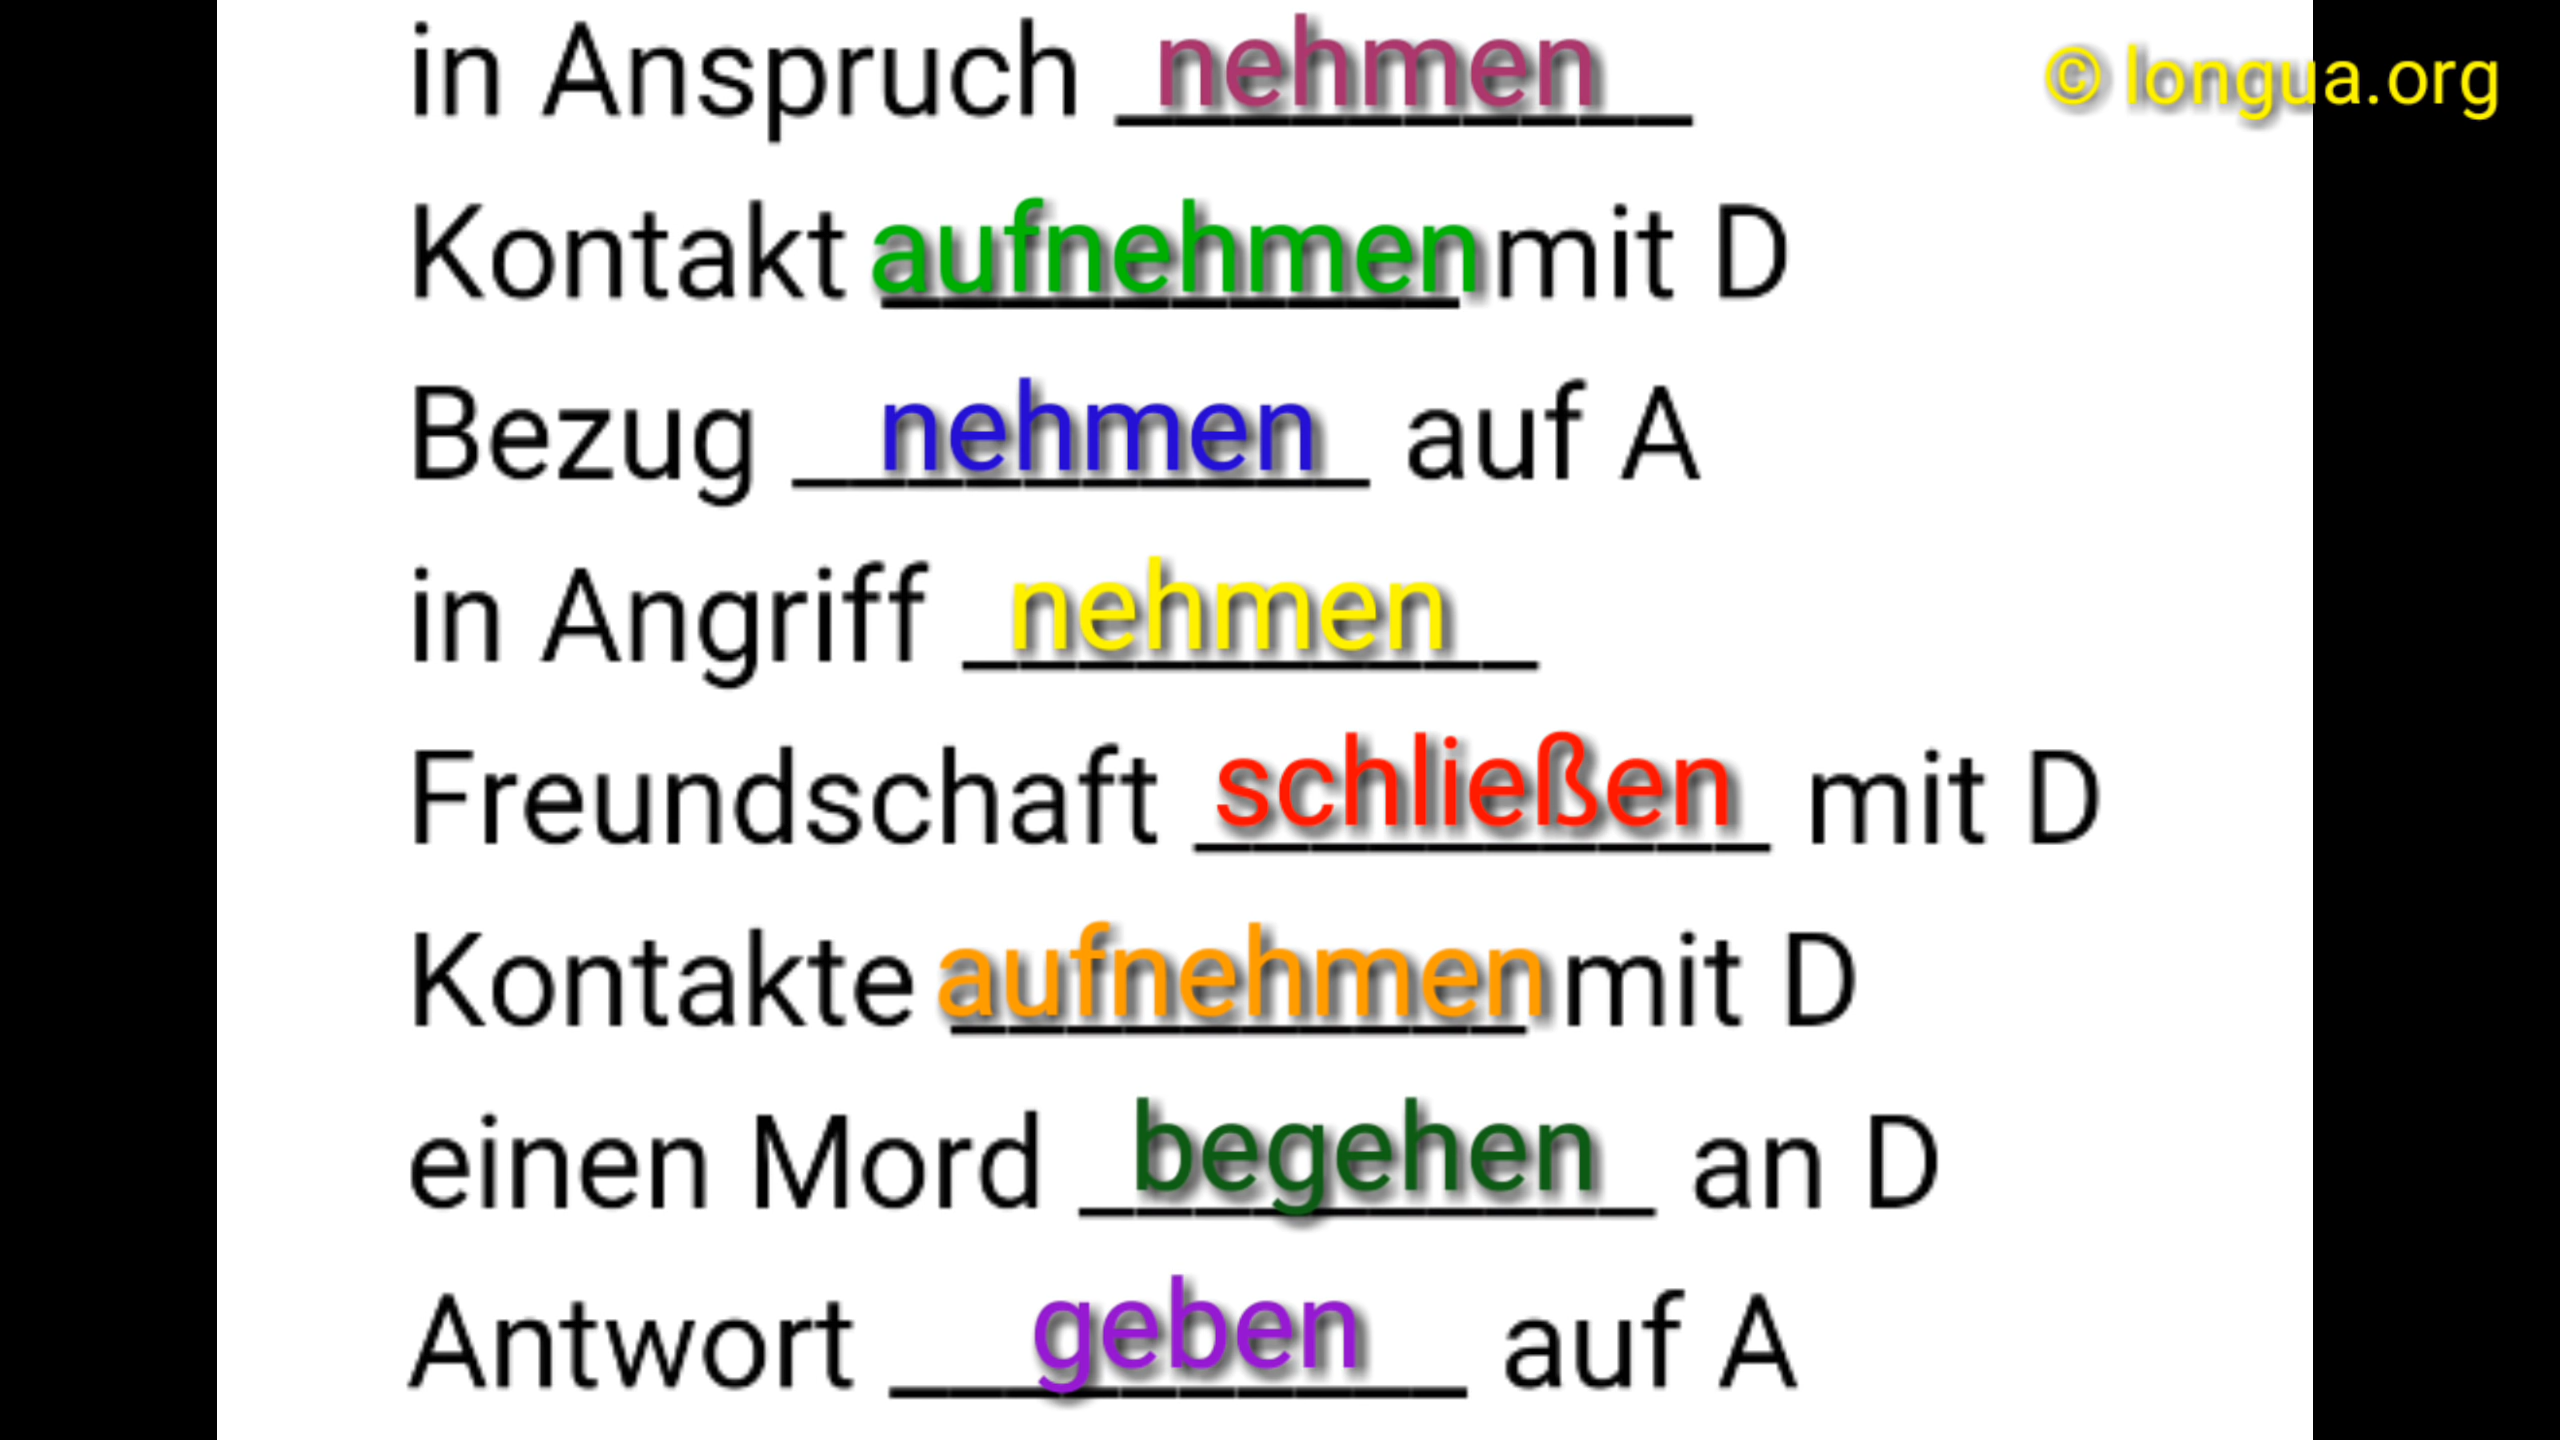 in Anspruch nehmen
© longua.org
Kontakt aufnehmen mit D
Bezug nehmen auf A
in Angriff nehmen
Freundschaft schließen mit D
Kontakte aufnehmen mit D
einen Mord begehen an D
Antwort geben auf A